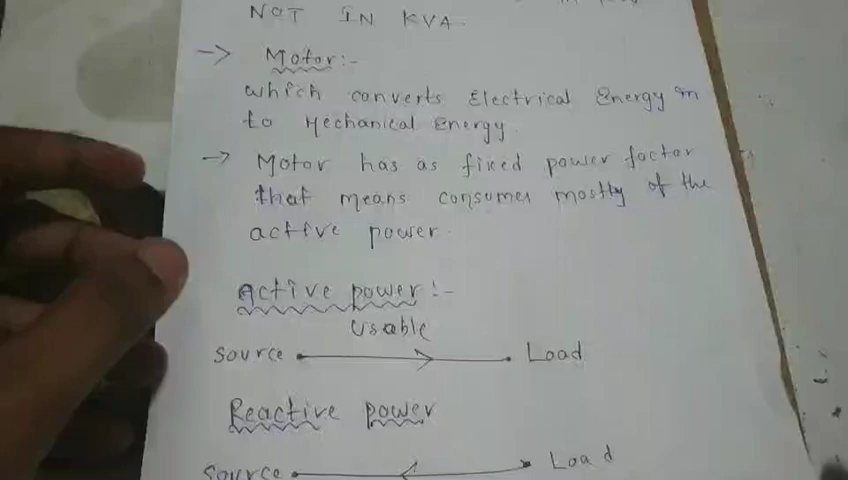 NOT IN KVA
→ Motor:-
which converts Electrical Energy in
to Mechanical Energy.
→ Motor has as fixed power factor
that means consumes mostly of the
active power.
Active power:-
Usable
Source Load
Reactive power
Source Load